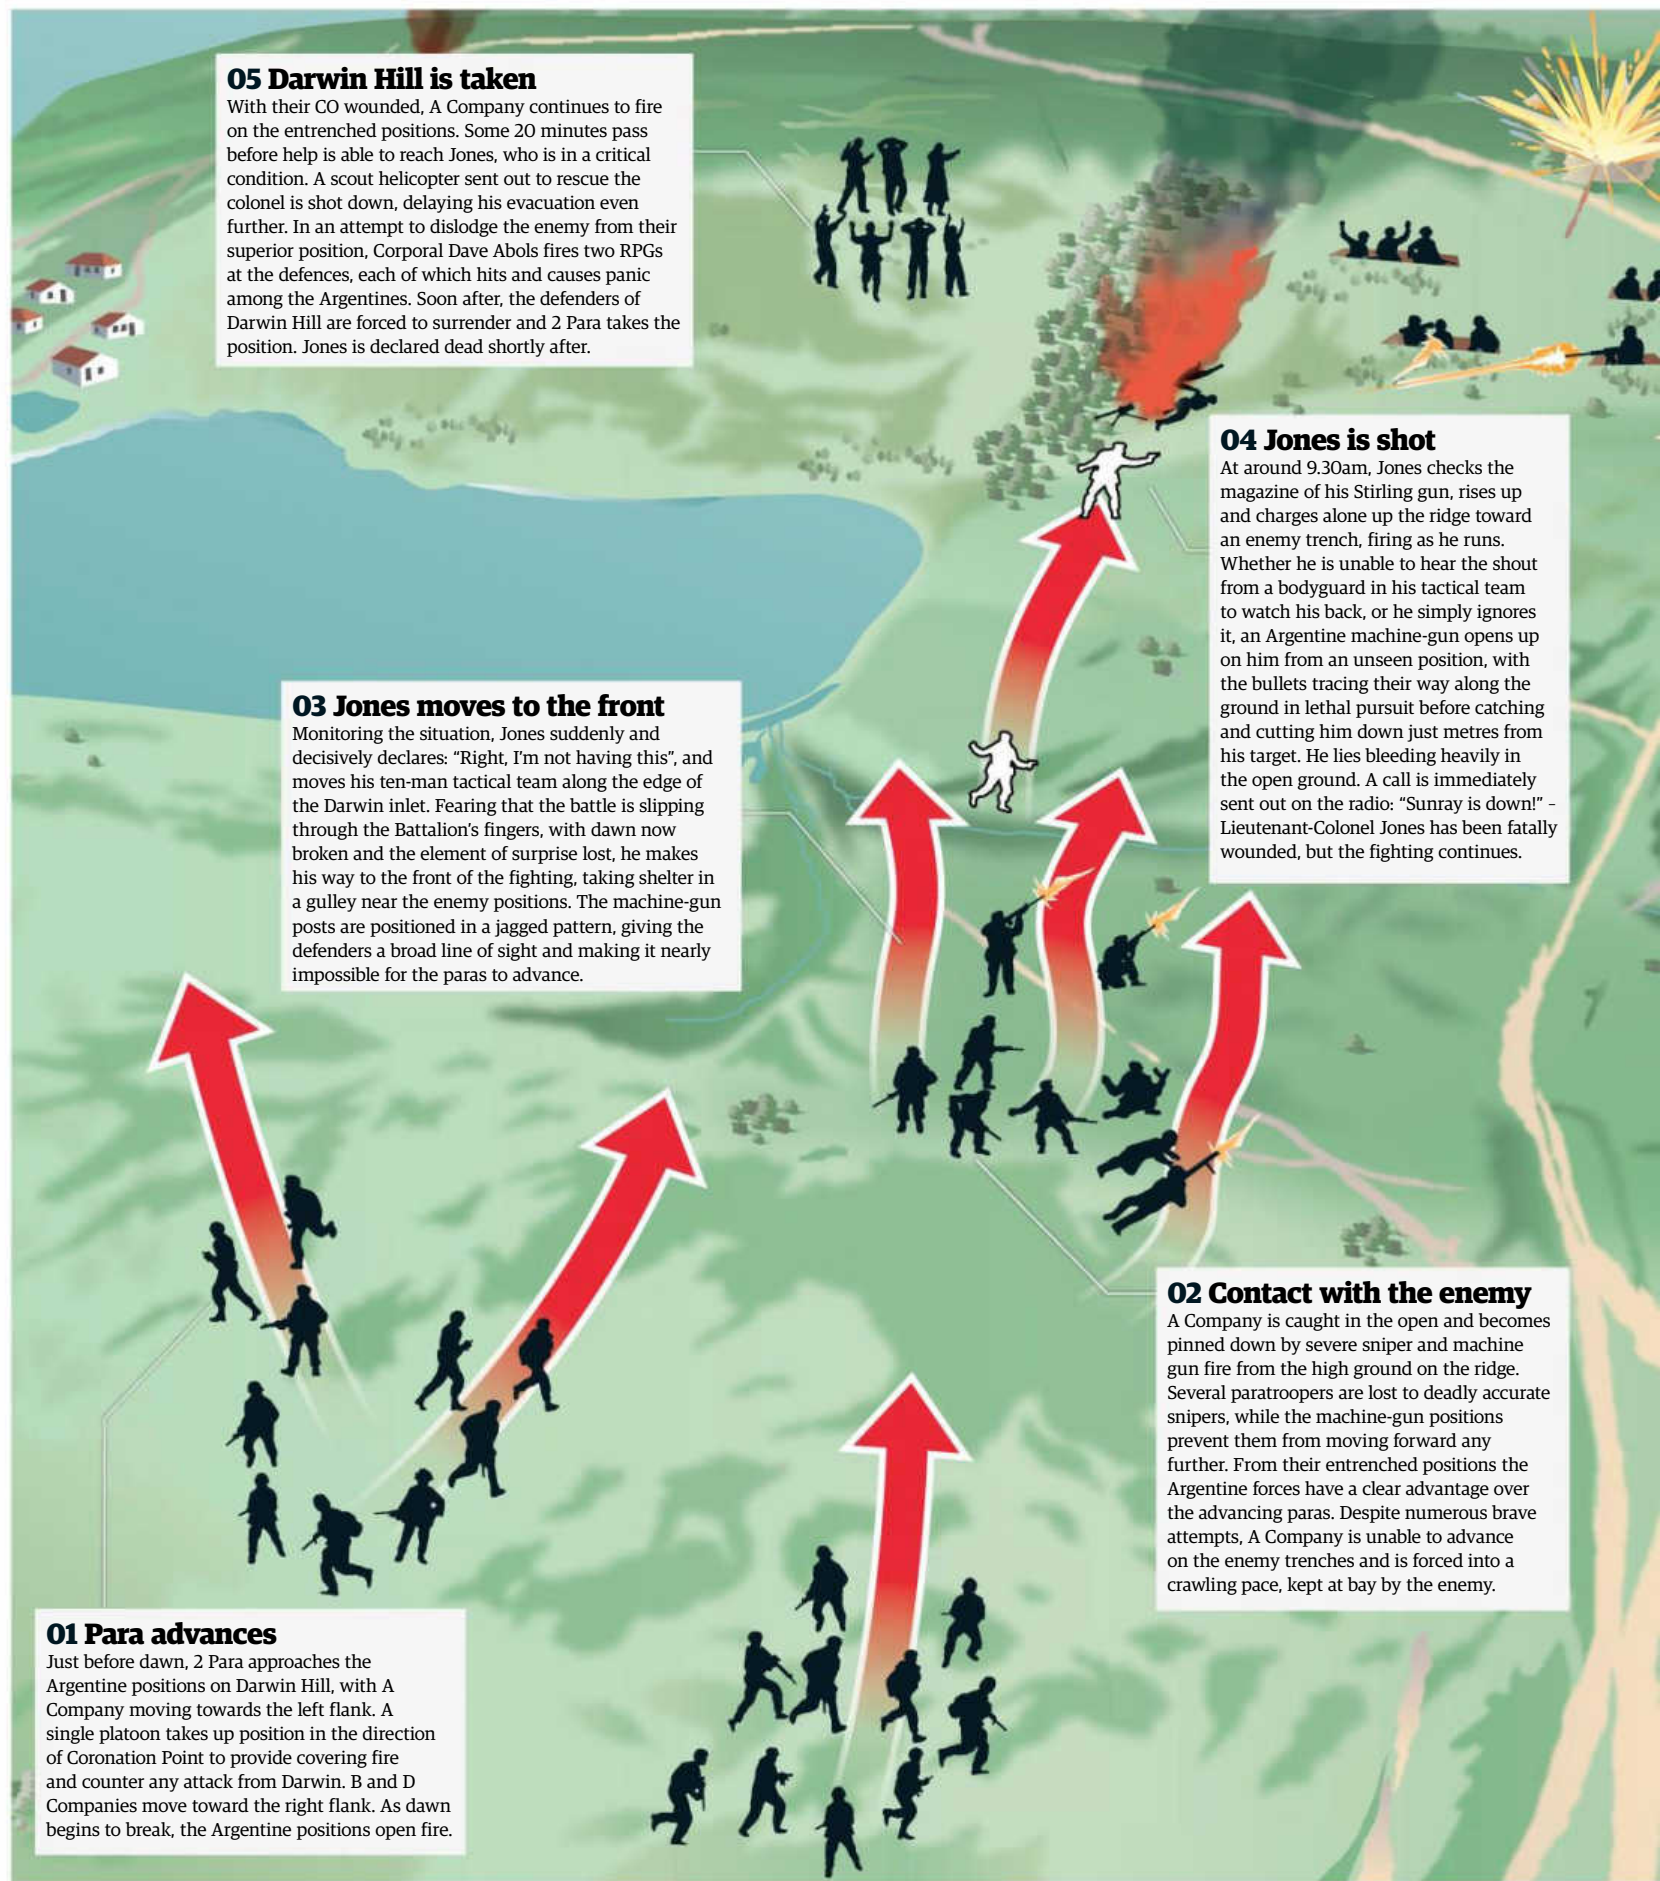 05 Darwin Hill is taken
With their CO wounded, A Company continues to fire
on the entrenched positions. Some 20 minutes pass
before help is able to reach Jones, who is in a critical
condition. A scout helicopter sent out to rescue the
colonel is shot down, delaying his evacuation even
further. In an attempt to dislodge the enemy from their
superior position, Corporal Dave Abols fires two RPGs
at the defences, each of which hits and causes panic
among the Argentines. Soon after, the defenders of
Darwin Hill are forced to surrender and 2 Para takes the
position. Jones is declared dead shortly after.
04 Jones is shot
At around 9.30am, Jones checks the
magazine of his Stirling gun, rises up
and charges alone up the ridge toward
an enemy trench, firing as he runs.
Whether he is unable to hear the shout
from a bodyguard in his tactical team
to watch his back, or he simply ignores
it, an Argentine machine-gun opens up
on him from an unseen position, with
the bullets tracing their way along the
ground in lethal pursuit before catching
and cutting him down just metres from
his target. He lies bleeding heavily in
the open ground. A call is immediately
sent out on the radio: “Sunray is down!” –
Lieutenant-Colonel Jones has been fatally
wounded, but the fighting continues.
03 Jones moves to the front
Monitoring the situation, Jones suddenly and
decisively declares: “Right, I’m not having this”, and
moves his ten-man tactical team along the edge of
the Darwin inlet. Fearing that the battle is slipping
through the Battalion’s fingers, with dawn now
broken and the element of surprise lost, he makes
his way to the front of the fighting, taking shelter in
a gulley near the enemy positions. The machine-gun
posts are positioned in a jagged pattern, giving the
defenders a broad line of sight and making it nearly
impossible for the paras to advance.
02 Contact with the enemy
A Company is caught in the open and becomes
pinned down by severe sniper and machine
gun fire from the high ground on the ridge.
Several paratroopers are lost to deadly accurate
snipers, while the machine-gun positions
prevent them from moving forward any
further. From their entrenched positions the
Argentine forces have a clear advantage over
the advancing paras. Despite numerous brave
attempts, A Company is unable to advance
on the enemy trenches and is forced into a
crawling pace, kept at bay by the enemy.
01 Para advances
Just before dawn, 2 Para approaches the
Argentine positions on Darwin Hill, with A
Company moving towards the left flank. A
single platoon takes up position in the direction
of Coronation Point to provide covering fire
and counter any attack from Darwin. B and D
Companies move toward the right flank. As dawn
begins to break, the Argentine positions open fire.